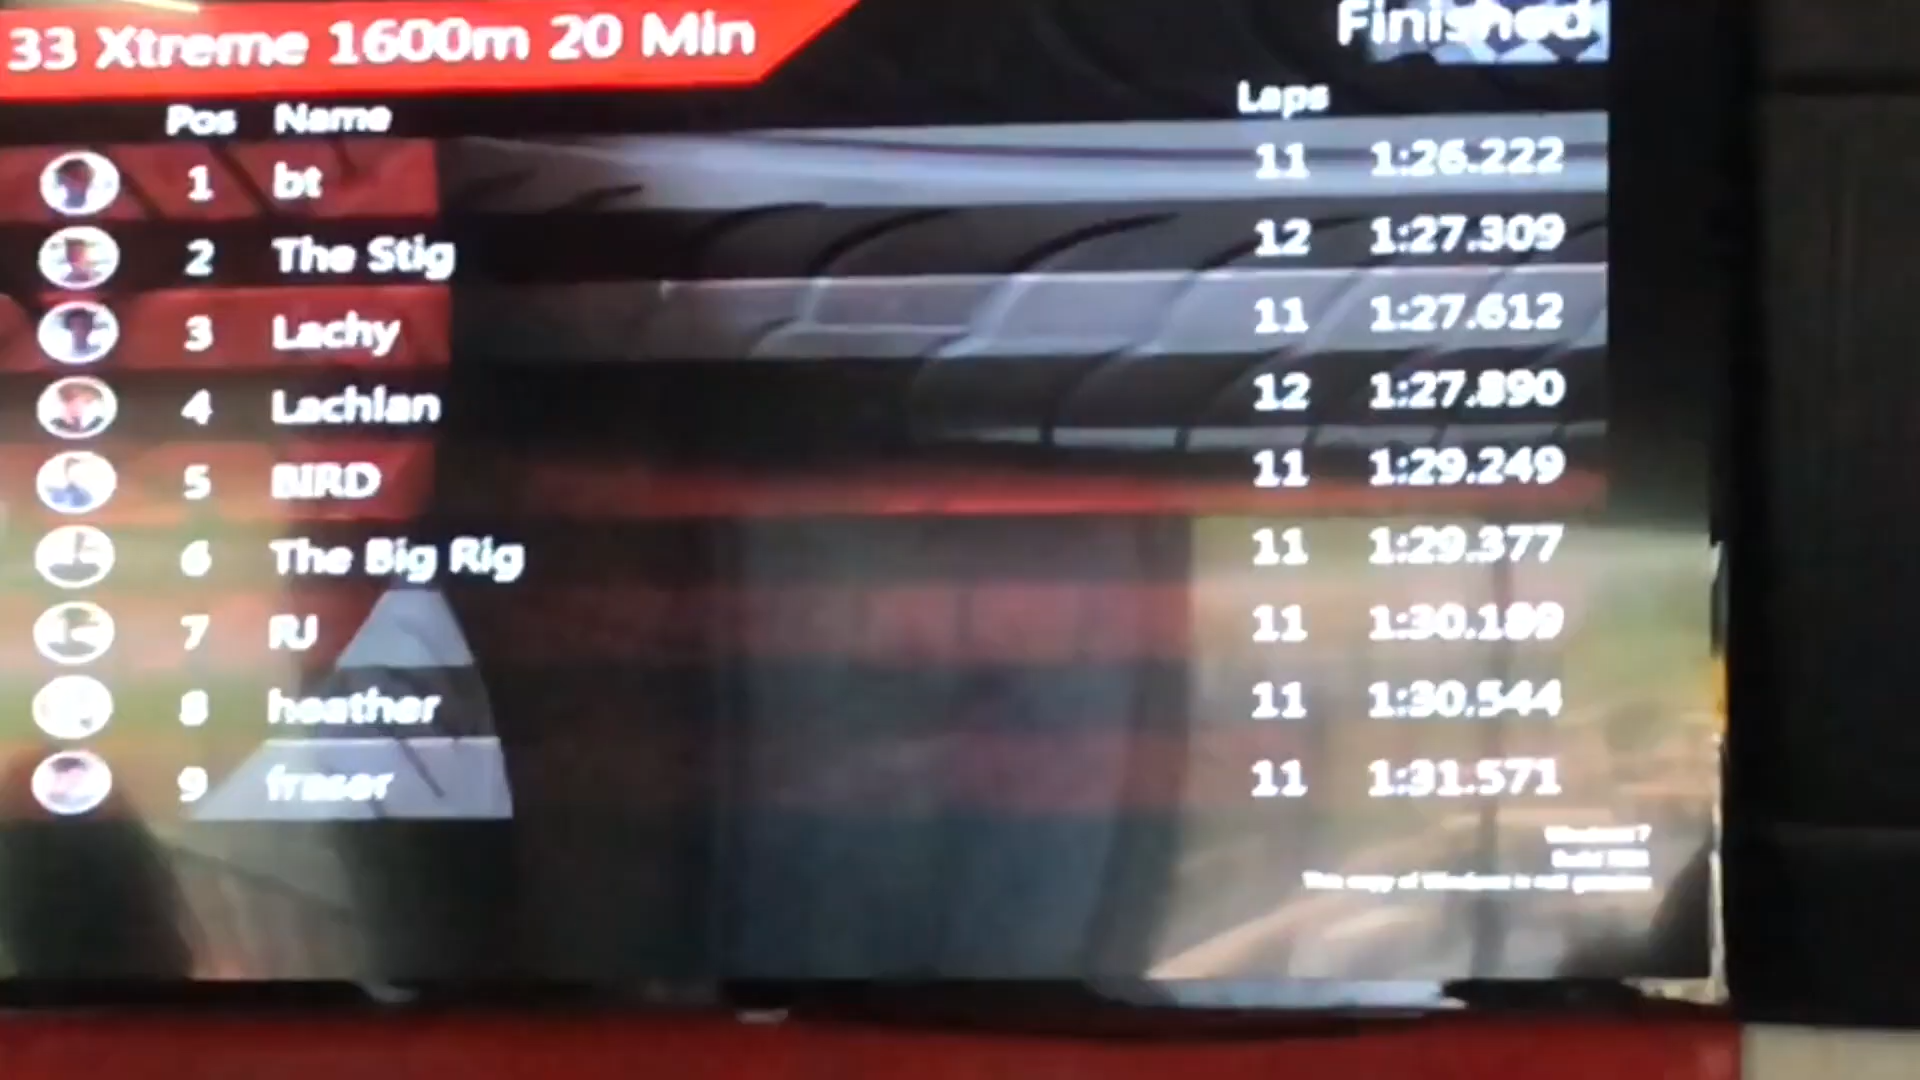 33 Xtreme 1600m 20 Min Finished
Pos Name Laps
1 bt 11 1:26.222
2 The Stig 12 1:27.309
3 Lachy 11 1:27.612
4 Lachlan 12 1:27.890
5 BIRD 11 1:29.249
6 The Big Rig 11 1:29.377
7 RJ 11 1:30.189
8 heather 11 1:30.544
9 fraser 11 1:31.571
Windows 7
Build
This copy of Windows is not genuine